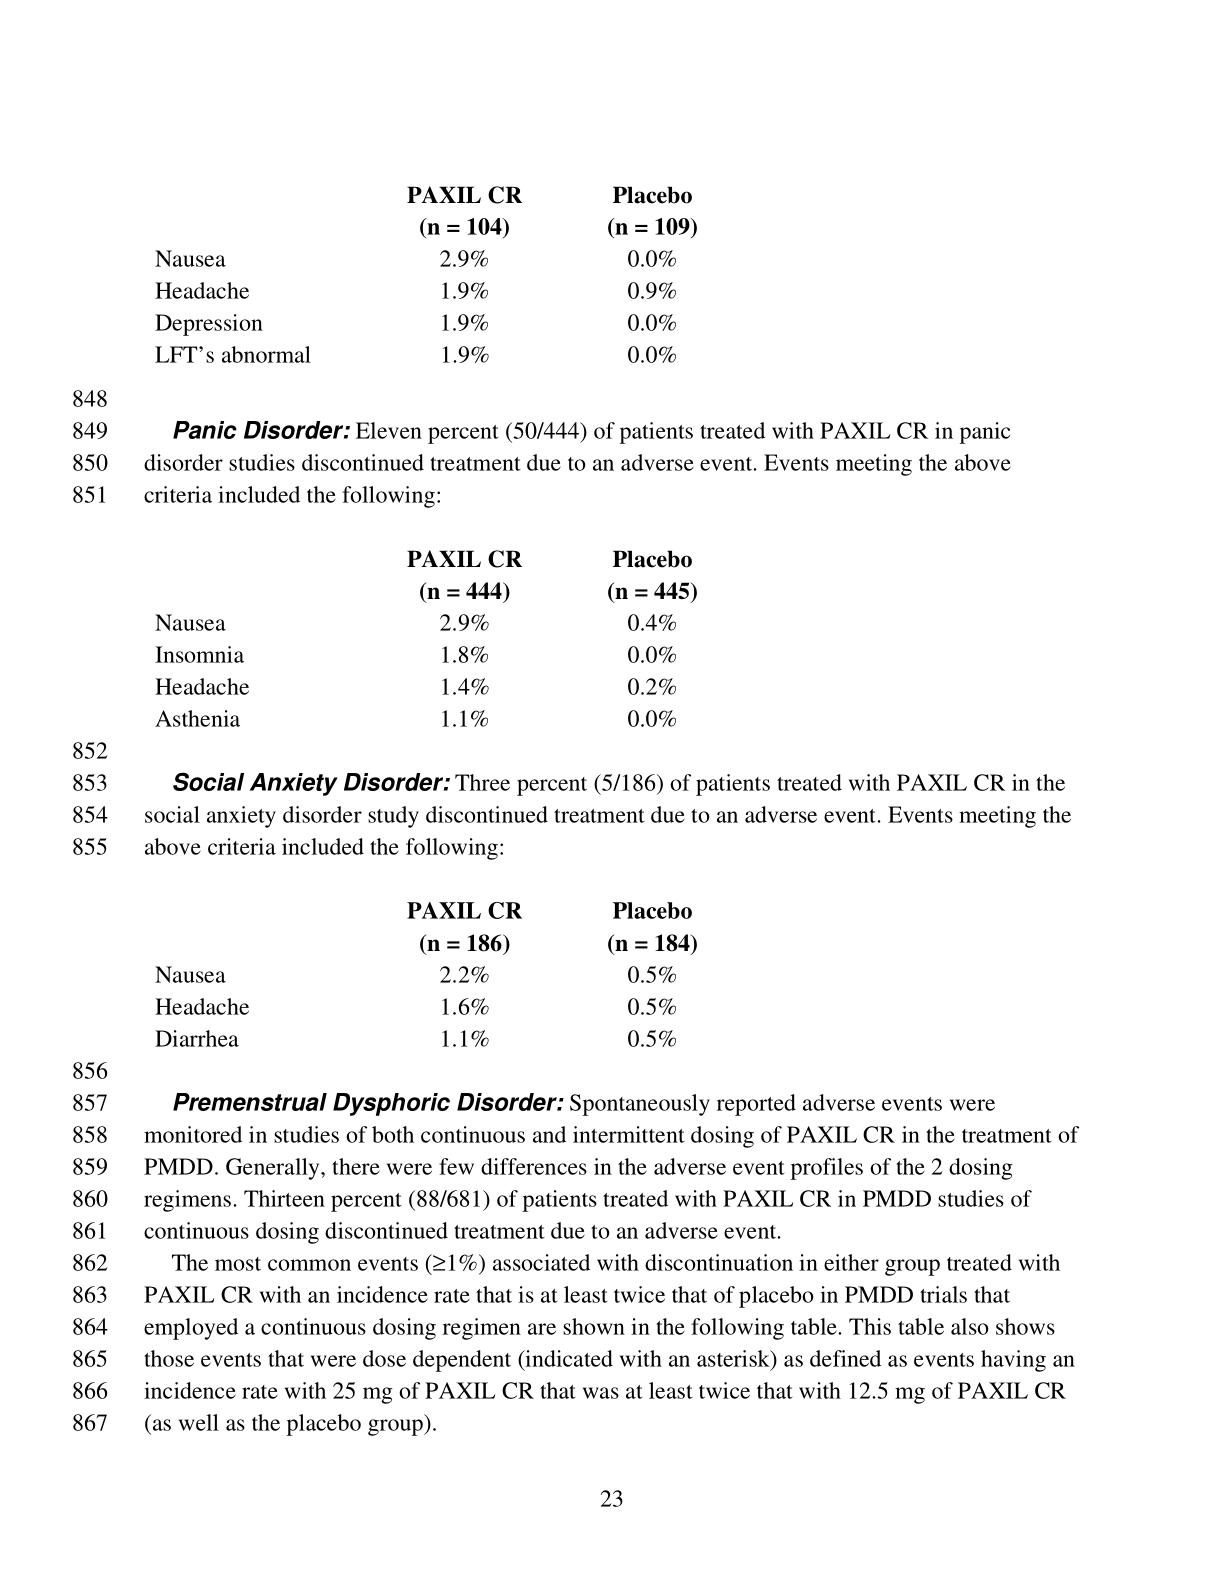 PAXIL CR Placebo
(n = 104) (n = 109)
Nausea 2.9% 0.0%
Headache 1.9% 0.9%
Depression 1.9% 0.0%
LFT’s abnormal 1.9% 0.0%
848
849 Panic Disorder: Eleven percent (50/444) of patients treated with PAXIL CR in panic
850 disorder studies discontinued treatment due to an adverse event. Events meeting the above
851 criteria included the following:
PAXIL CR Placebo
(n = 444) (n = 445)
Nausea 2.9% 0.4%
Insomnia 1.8% 0.0%
Headache 1.4% 0.2%
Asthenia 1.1% 0.0%
852
853 Social Anxiety Disorder: Three percent (5/186) of patients treated with PAXIL CR in the
854 social anxiety disorder study discontinued treatment due to an adverse event. Events meeting the
855 above criteria included the following:
PAXIL CR Placebo
(n = 186) (n = 184)
Nausea 2.2% 0.5%
Headache 1.6% 0.5%
Diarrhea 1.1% 0.5%
856
857 Premenstrual Dysphoric Disorder: Spontaneously reported adverse events were
858 monitored in studies of both continuous and intermittent dosing of PAXIL CR in the treatment of
859 PMDD. Generally, there were few differences in the adverse event profiles of the 2 dosing
860 regimens. Thirteen percent (88/681) of patients treated with PAXIL CR in PMDD studies of
861 continuous dosing discontinued treatment due to an adverse event.
862 The most common events (≥1%) associated with discontinuation in either group treated with
863 PAXIL CR with an incidence rate that is at least twice that of placebo in PMDD trials that
864 employed a continuous dosing regimen are shown in the following table. This table also shows
865 those events that were dose dependent (indicated with an asterisk) as defined as events having an
866 incidence rate with 25 mg of PAXIL CR that was at least twice that with 12.5 mg of PAXIL CR
867 (as well as the placebo group).
23